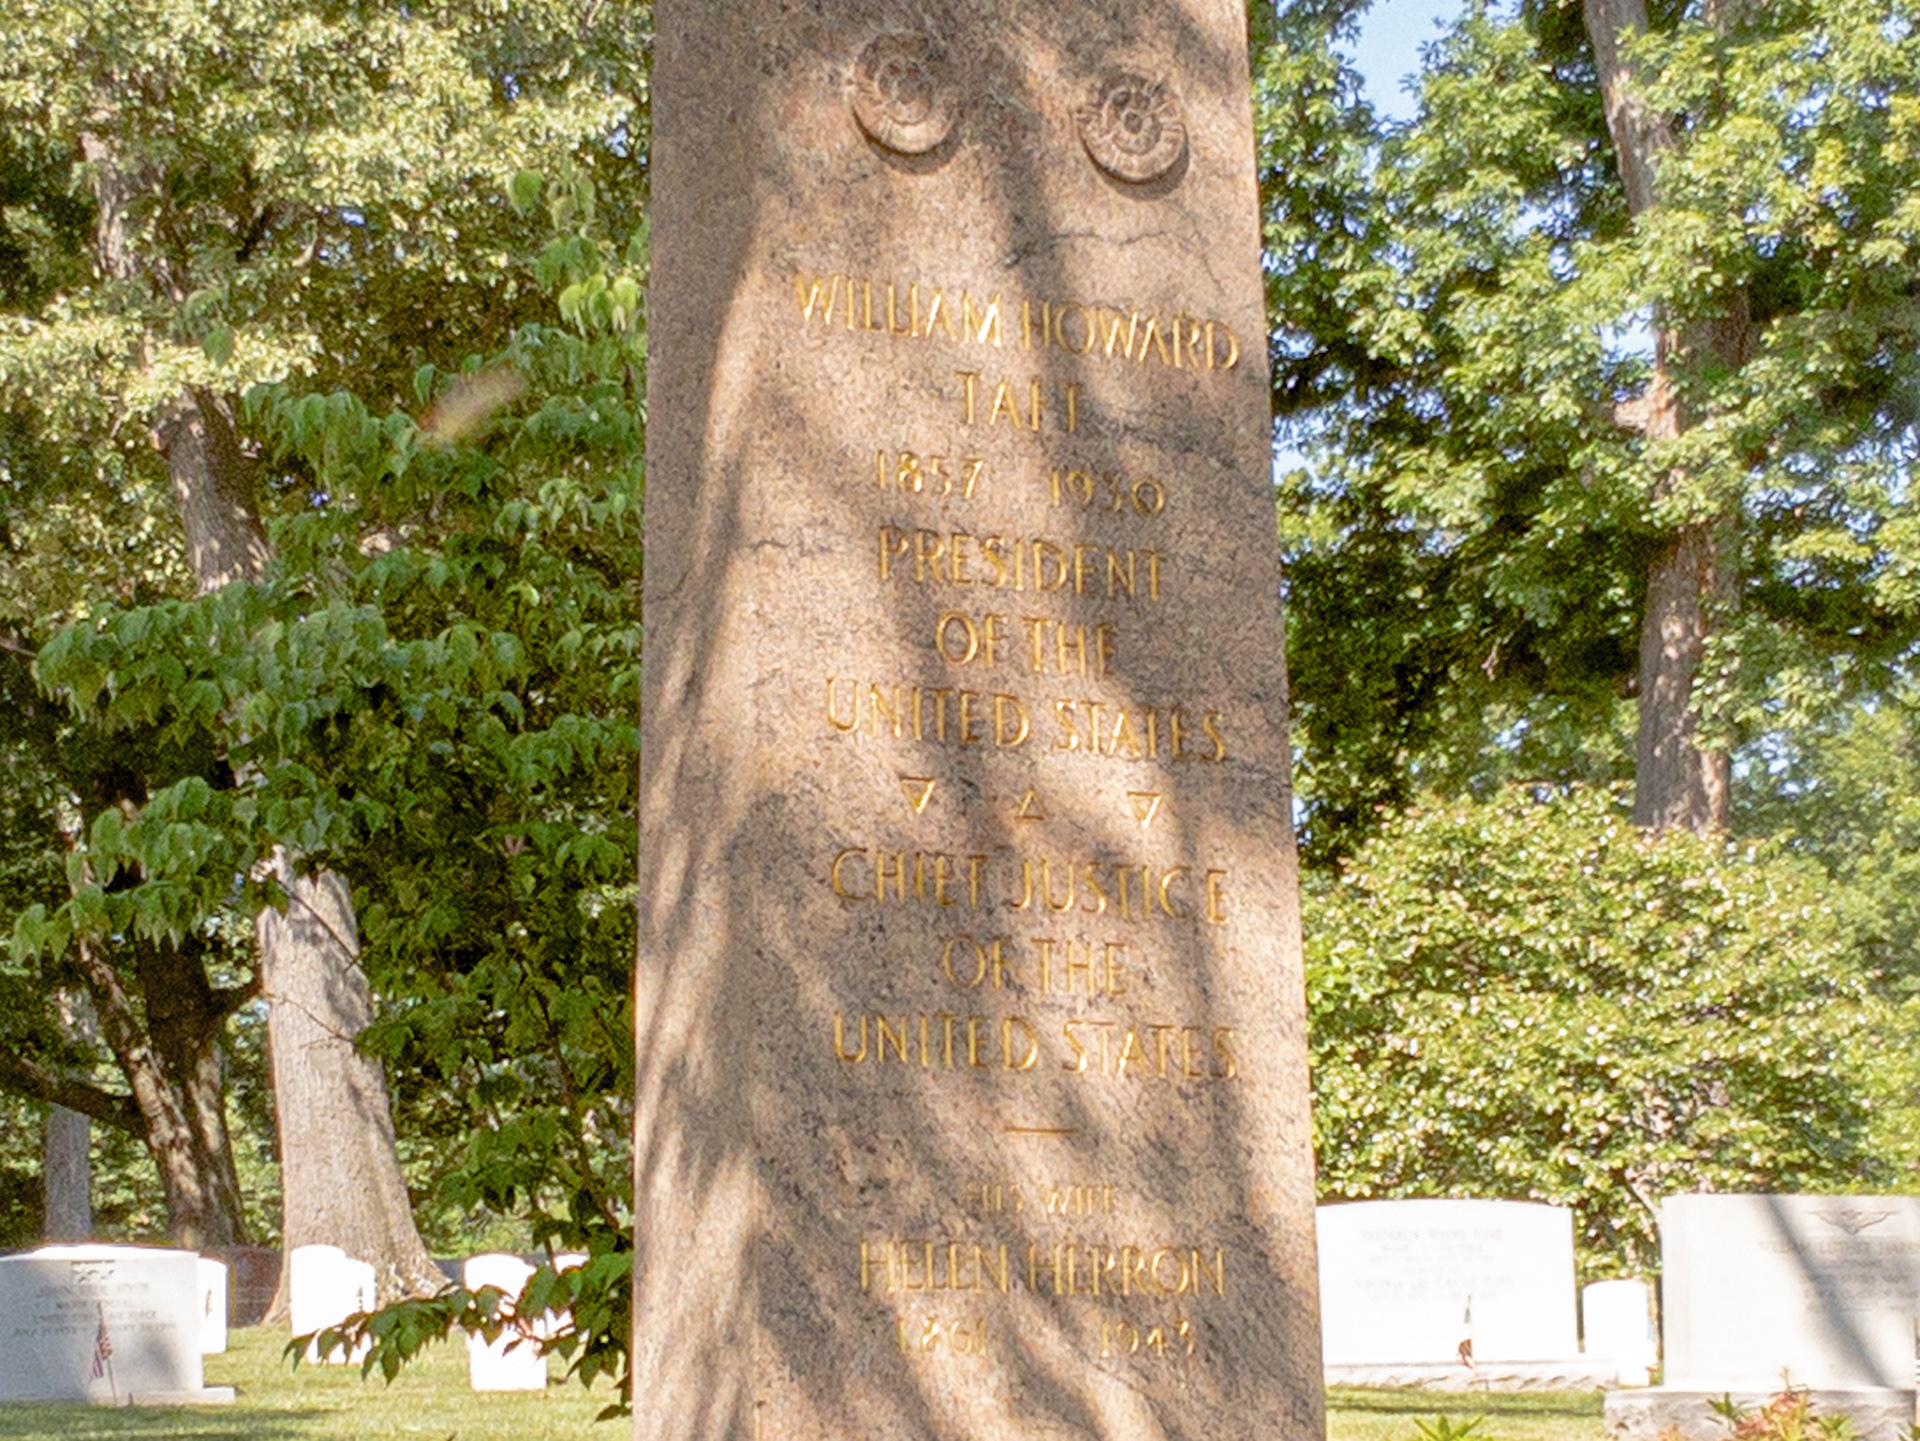 WILLIAM HOWARD
TAFT
1857 1930
PRESIDENT
OF THE
UNITED STATES
CHIEF JUSTICE
OF THE
UNITED STATES
HIS WIFE
HELEN HERRON
1861 1943